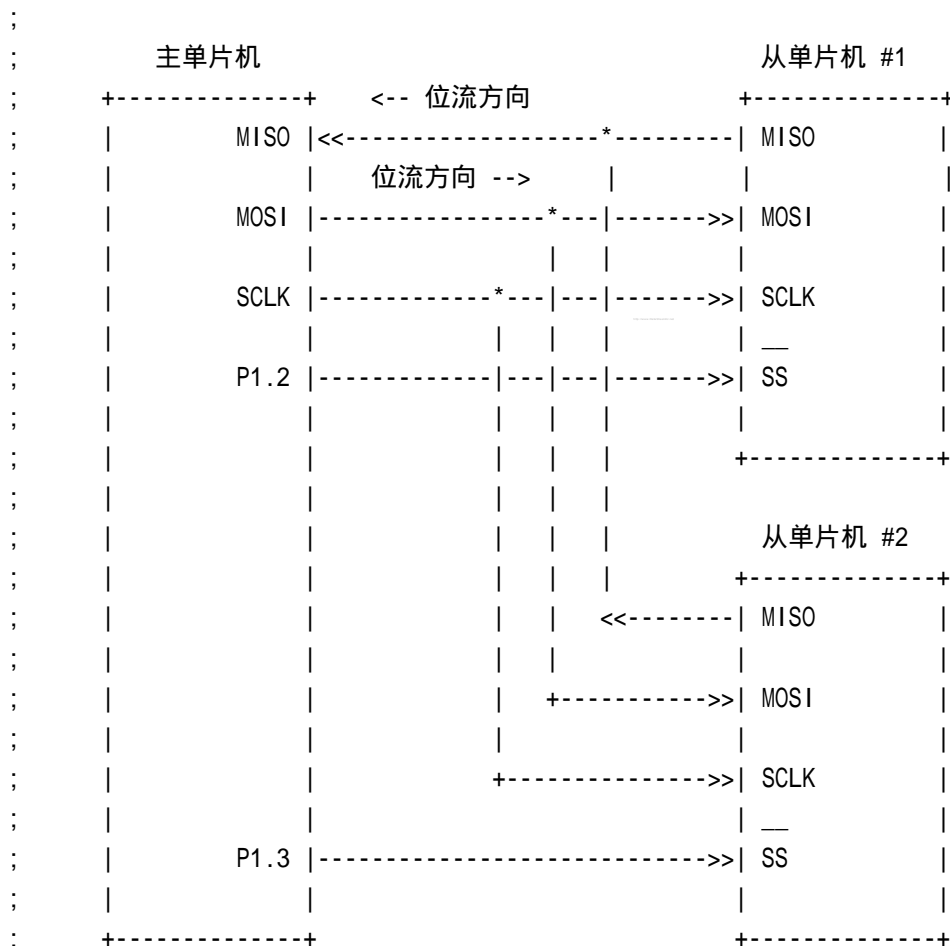 ;
; 主单片机 从单片机 #1
; +--------------+ <-- 位流方向 +--------------+
; | MISO |<<-------------------*---------| MISO |
; | | 位流方向 --> | | |
; | MOSI |-----------------*---|------->>| MOSI |
; | | | | | |
; | SCLK |-------------*---|---|------->>| SCLK |
; | | | | | | __ |
; | P1.2 |-------------|---|---|------->>| SS |
; | | | | | | |
; | | | | | +--------------+
; | | | | |
; | | | | | 从单片机 #2
; | | | | | +--------------+
; | | | | <<--------| MISO |
; | | | | | |
; | | | +----------->>| MOSI |
; | | | | |
; | | +--------------->>| SCLK |
; | | | __ |
; | P1.3 |----------------------------->>| SS |
; | | | |
; +--------------+ +--------------+